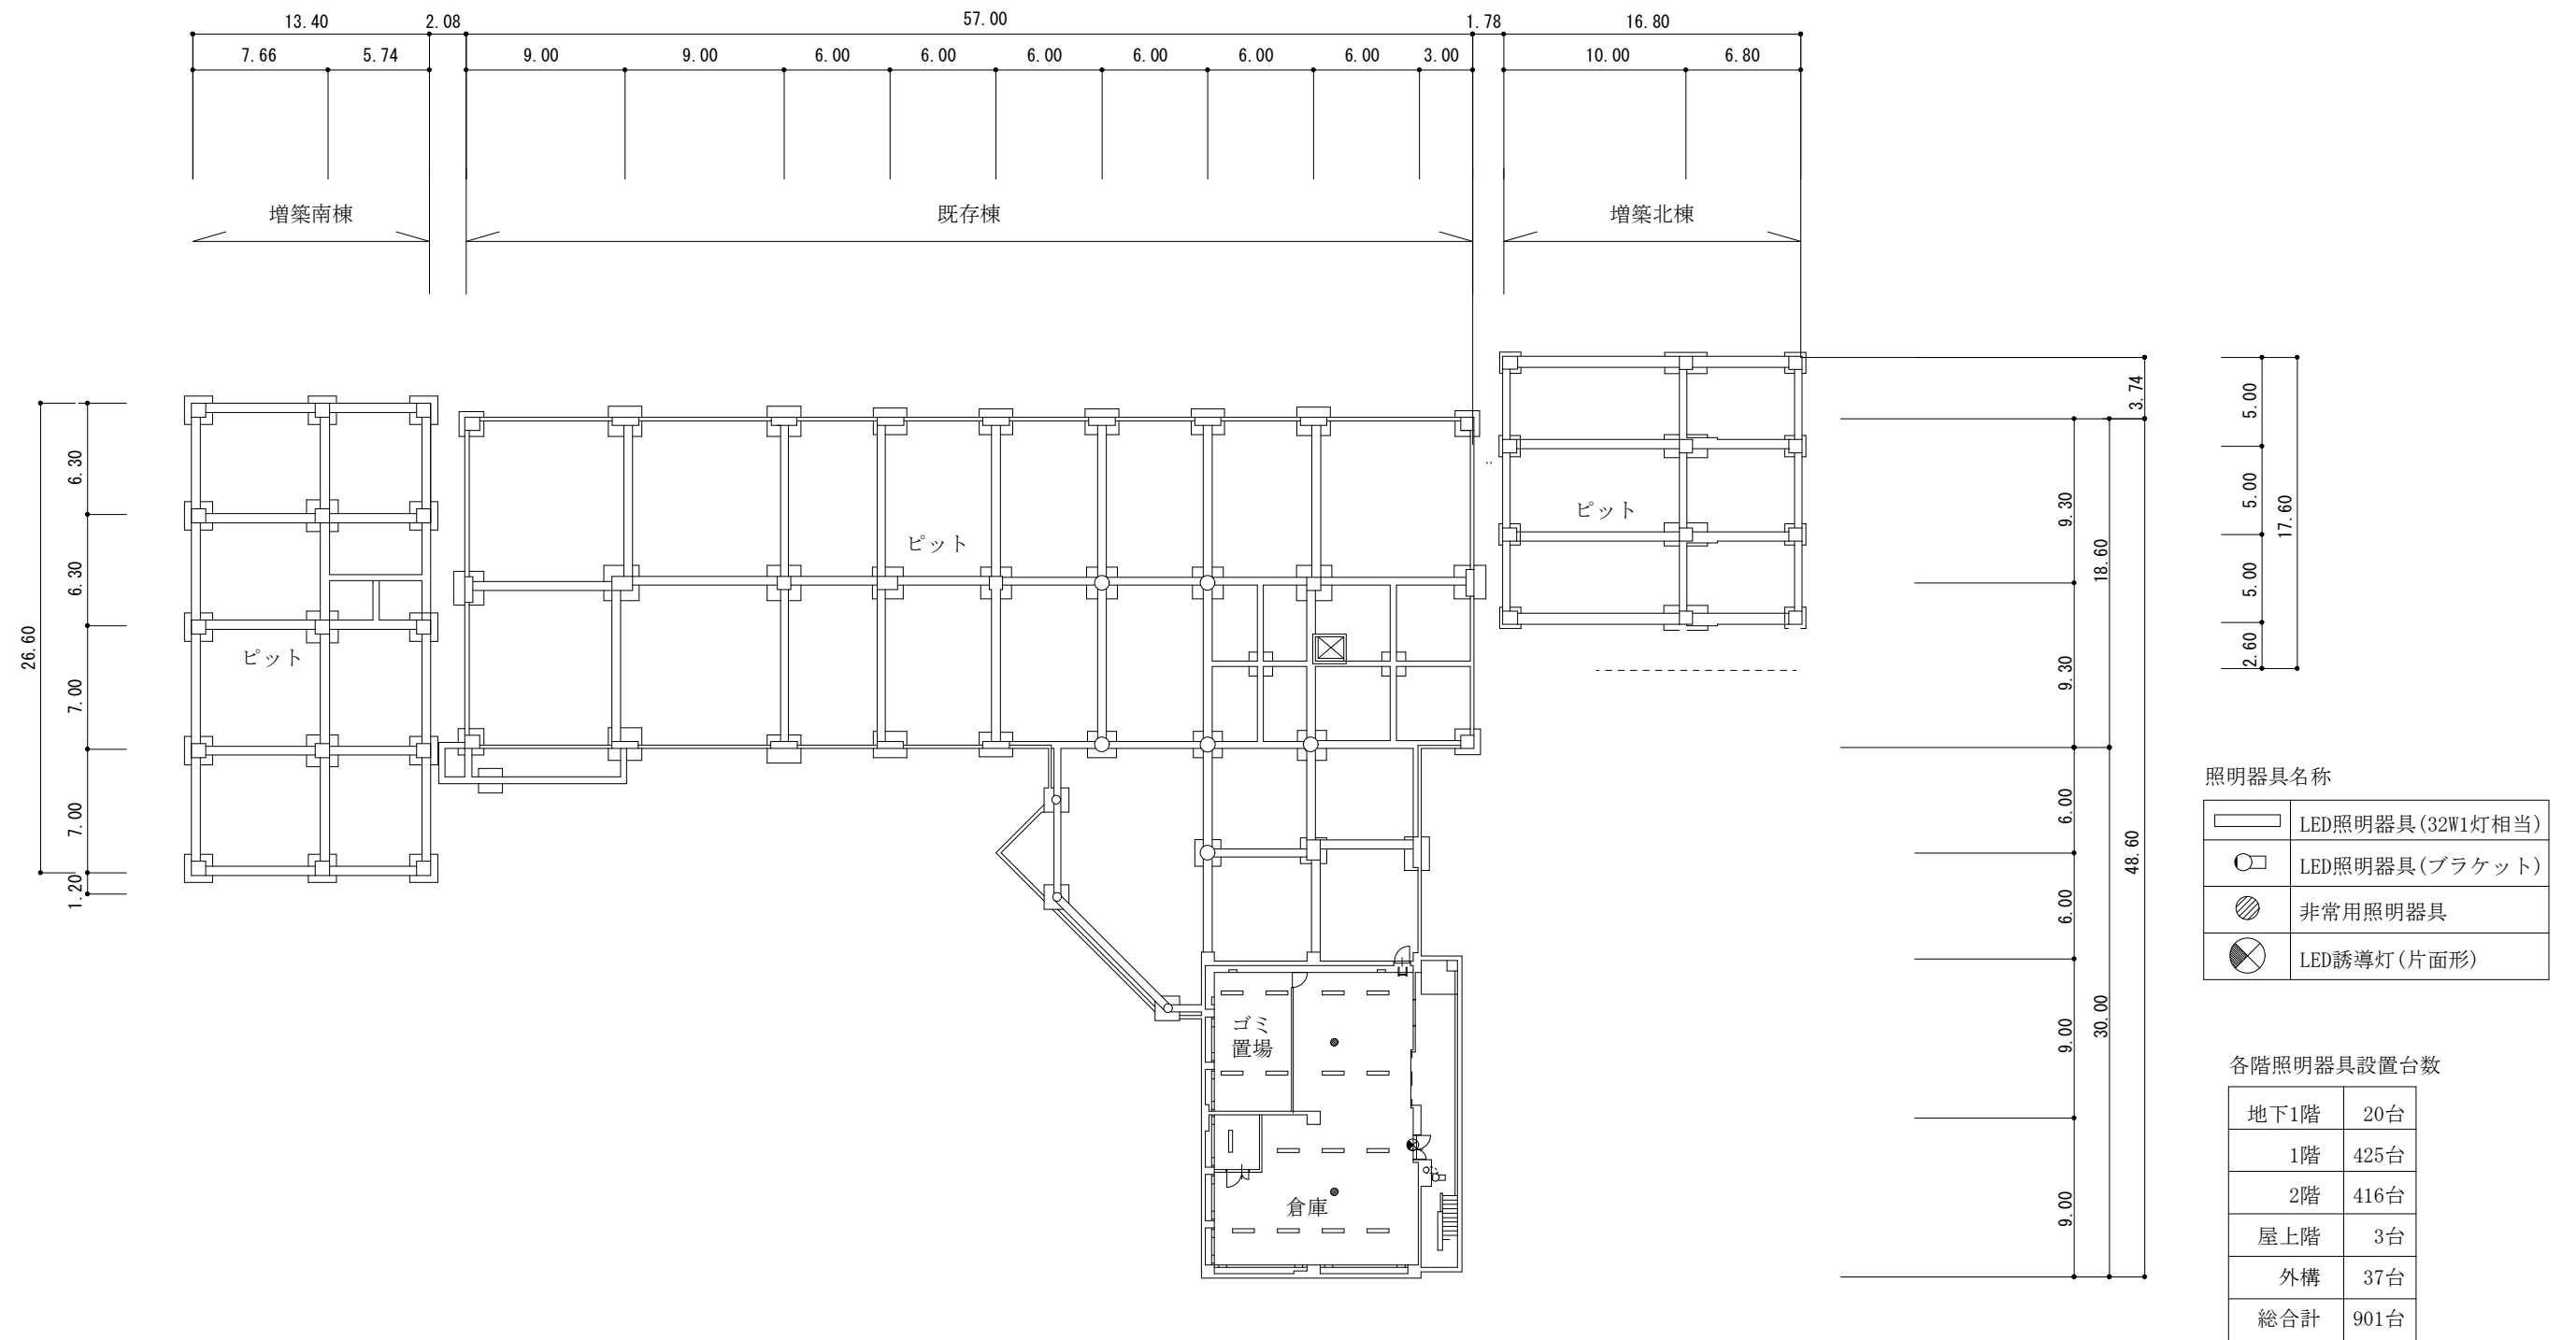 13.40
2.08
57.00
1.78
16.80
7.66
5.74
9.00
9.00
6.00
6.00
6.00
6.00
6.00
6.00
3.00
10.00
6.80
増築南棟
既存棟
増築北棟
26.60
6.30
6.30
7.00
7.00
1.20
ピット
ピット
ピット
3.74
9.30
9.30
18.60
6.00
6.00
9.00
9.00
30.00
48.60
5.00
5.00
5.00
2.60
17.60
ゴミ
置場
倉庫
照明器具名称
LED照明器具(32W1灯相当)
LED照明器具(ブラケット)
非常用照明器具
LED誘導灯(片面形)
各階照明器具設置台数
地下1階 20台
1階 425台
2階 416台
屋上階 3台
外構 37台
総合計 901台